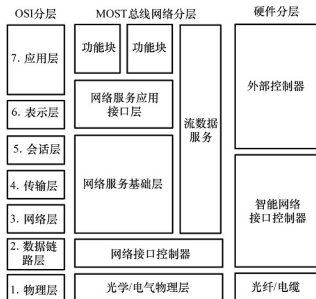 OSI分层
MOST总线网络分层
硬件分层
7. 应用层
6. 表示层
5. 会话层
4. 传输层
3. 网络层
2. 数据链
路层
1. 物理层
功能块
功能块
网络服务应用
接口层
流数据
服务
网络服务基础层
网络接口控制器
光学/电气物理层
外部控制器
智能网络
接口控制器
光纤/电缆